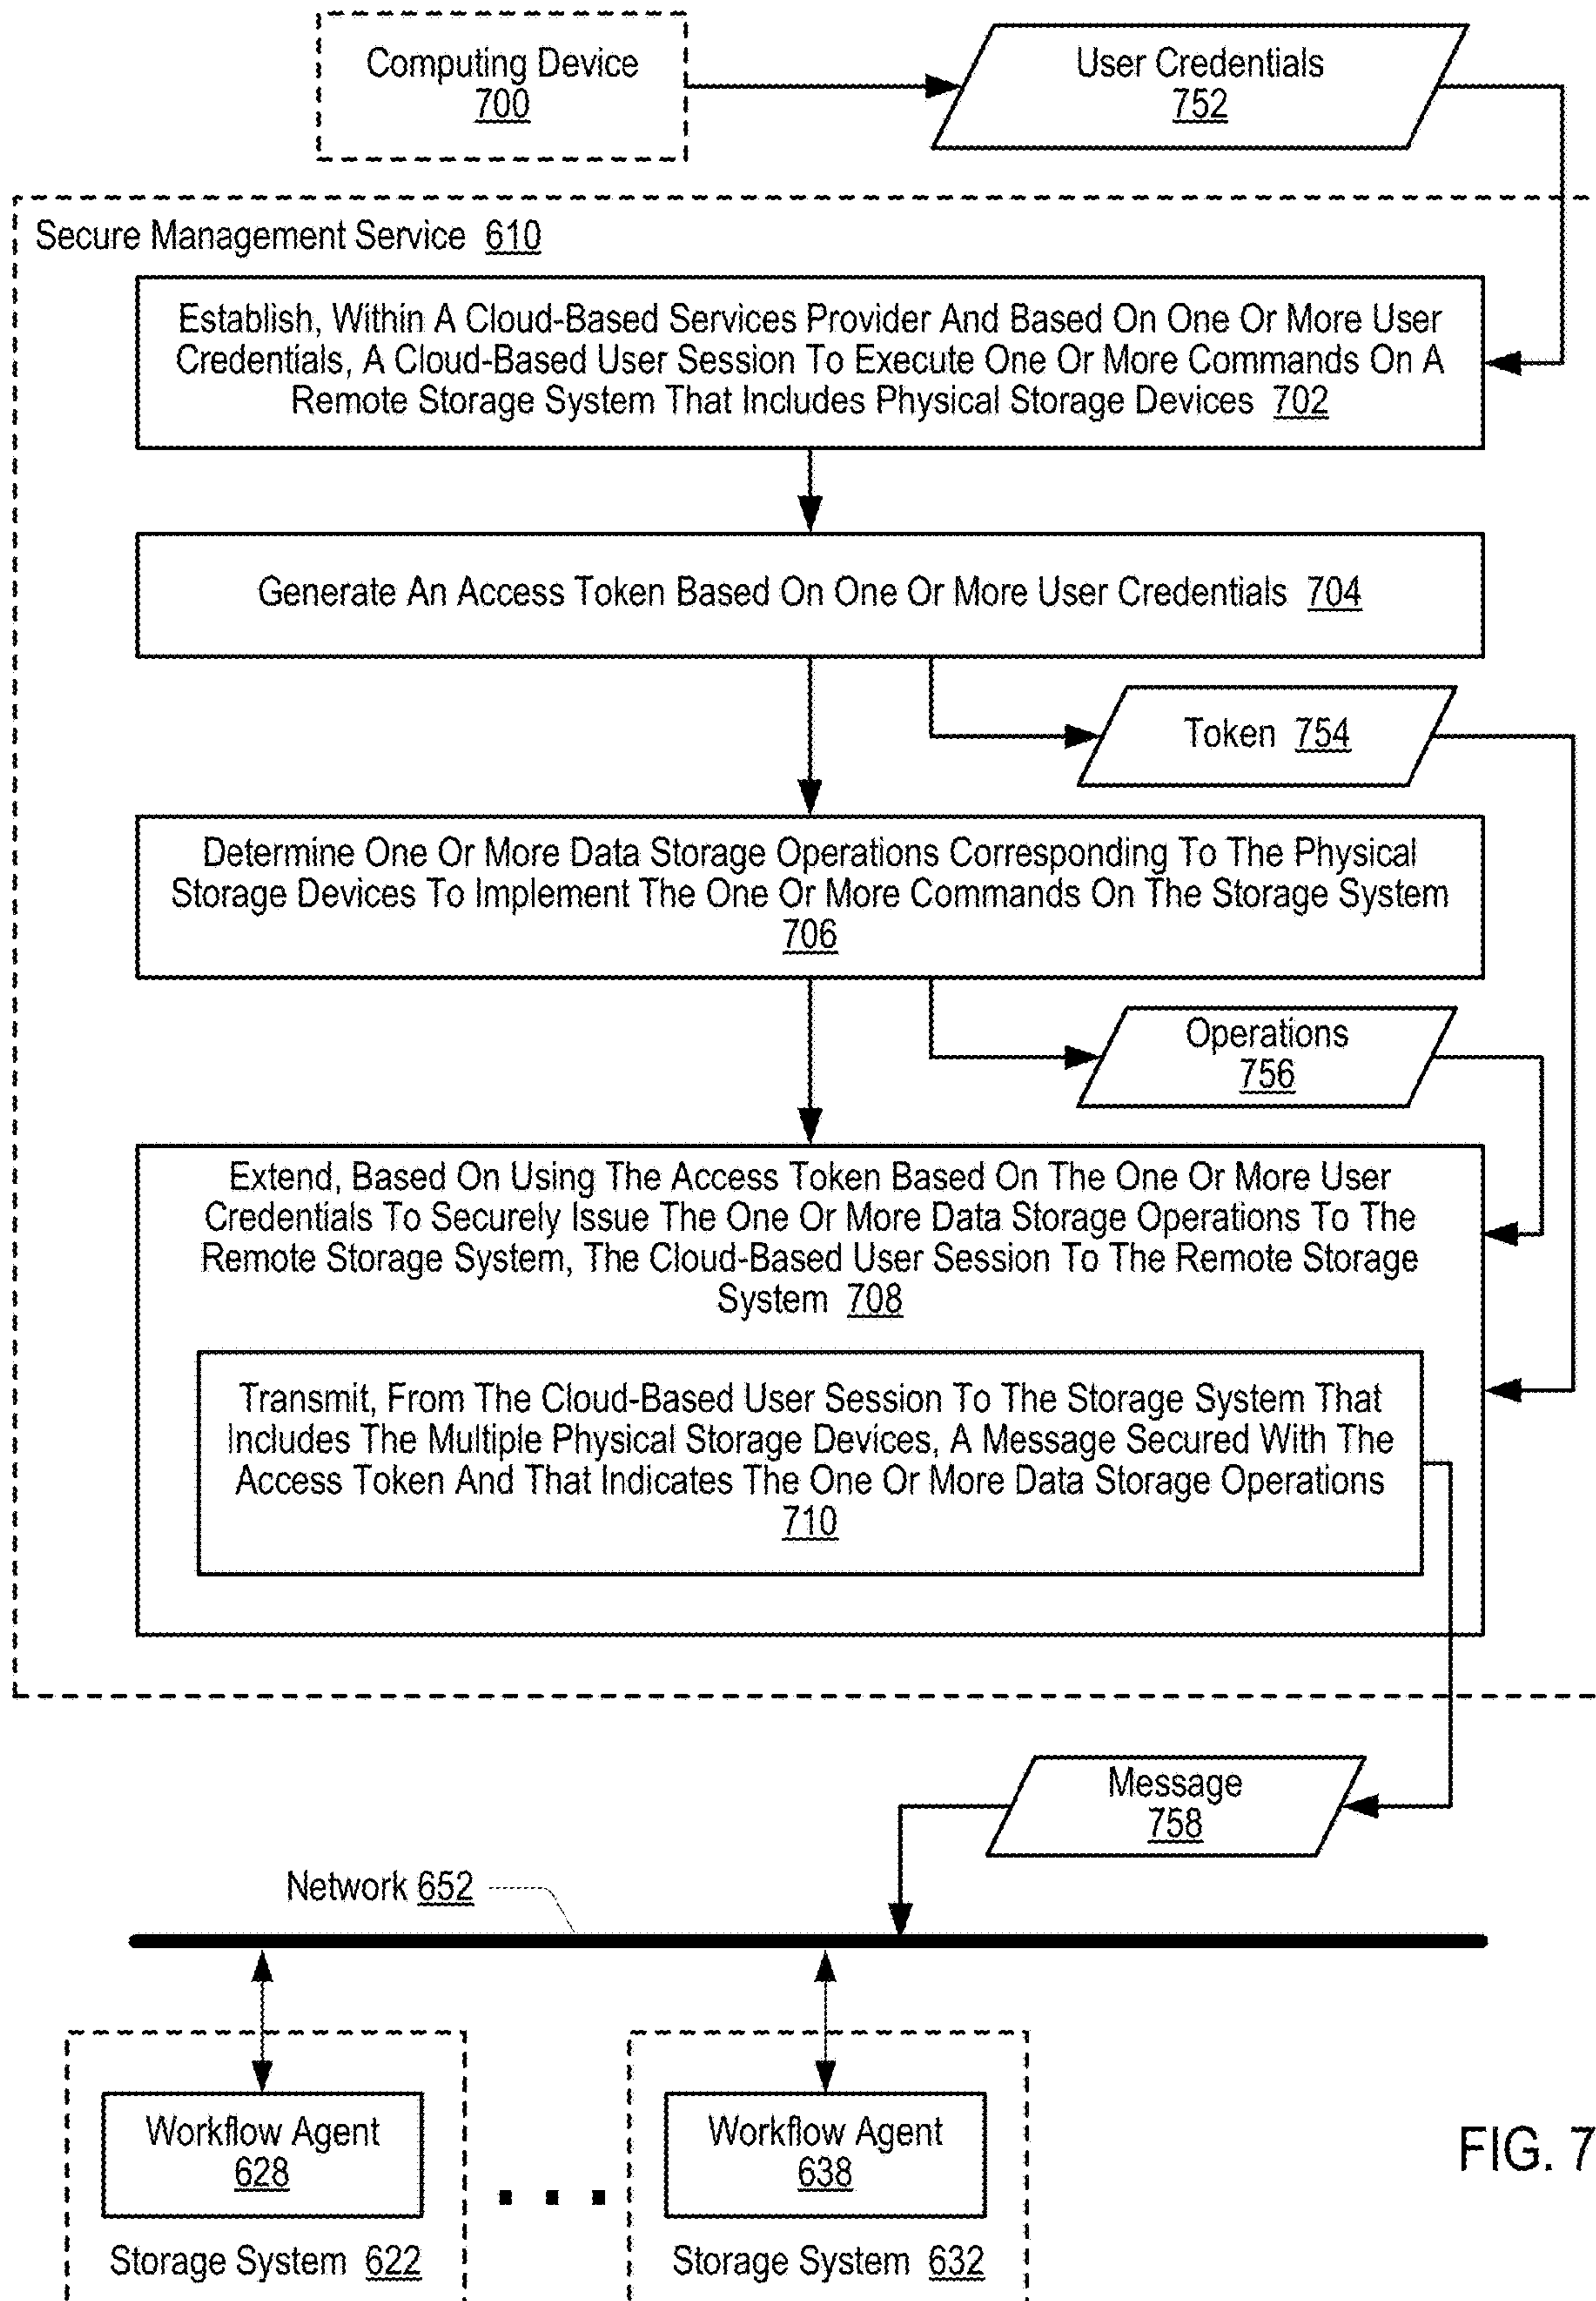 Computing Device
700
User Credentials
752
Secure Management Service 610
Establish, Within A Cloud-Based Services Provider And Based On One Or More User
Credentials, A Cloud-Based User Session To Execute One Or More Commands On A
Remote Storage System That Includes Physical Storage Devices 702
Generate An Access Token Based On One Or More User Credentials 704
Token 754
Determine One Or More Data Storage Operations Corresponding To The Physical
Storage Devices To Implement The One Or More Commands On The Storage System
706
Operations
756
Extend, Based On Using The Access Token Based On The One Or More User
Credentials To Securely Issue The One Or More Data Storage Operations To The
Remote Storage System, The Cloud-Based User Session To The Remote Storage
System 708
Transmit, From The Cloud-Based User Session To The Storage System That
Includes The Multiple Physical Storage Devices, A Message Secured With The
Access Token And That Indicates The One Or More Data Storage Operations
710
Message
758
Network 652
Workflow Agent
628
Storage System 622
Workflow Agent
638
Storage System 632
FIG. 7